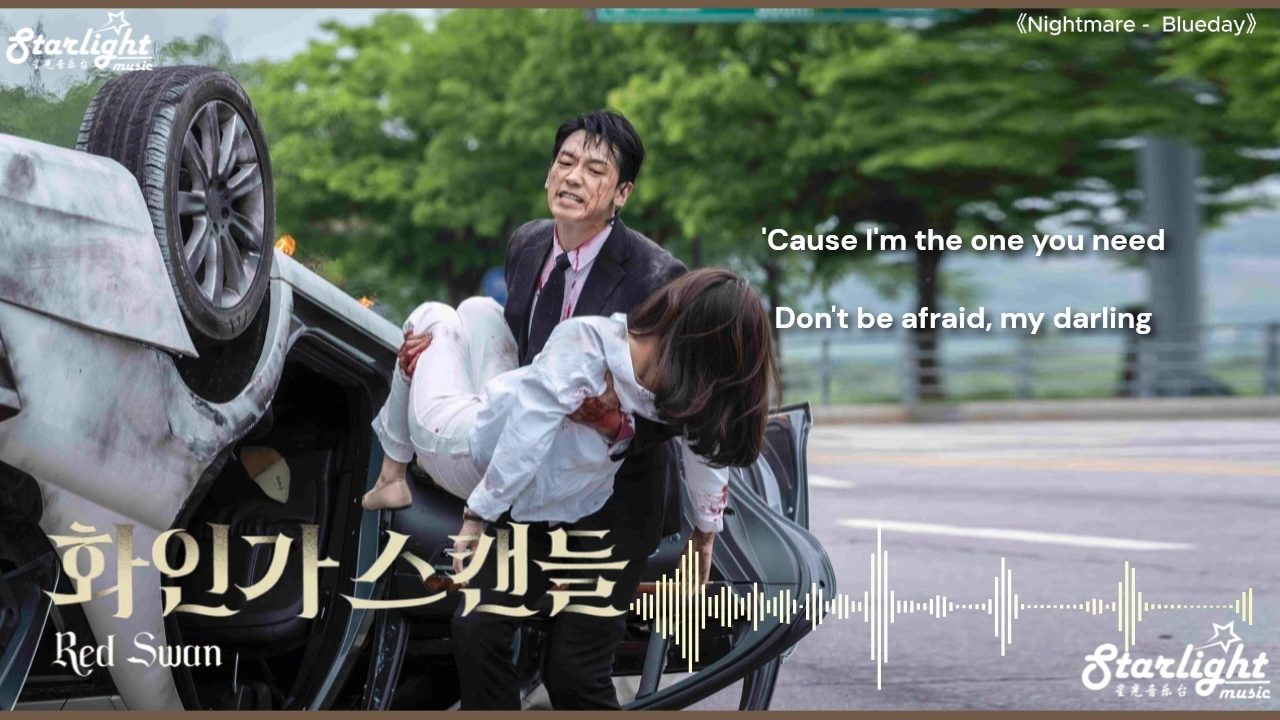 Starlight
music
星光音乐台
《Nightmare - Blueday》
'Cause I'm the one you need
Don't be afraid, my darling
화인가 스캔들
Red Swan
Starlight
星光音乐台 music